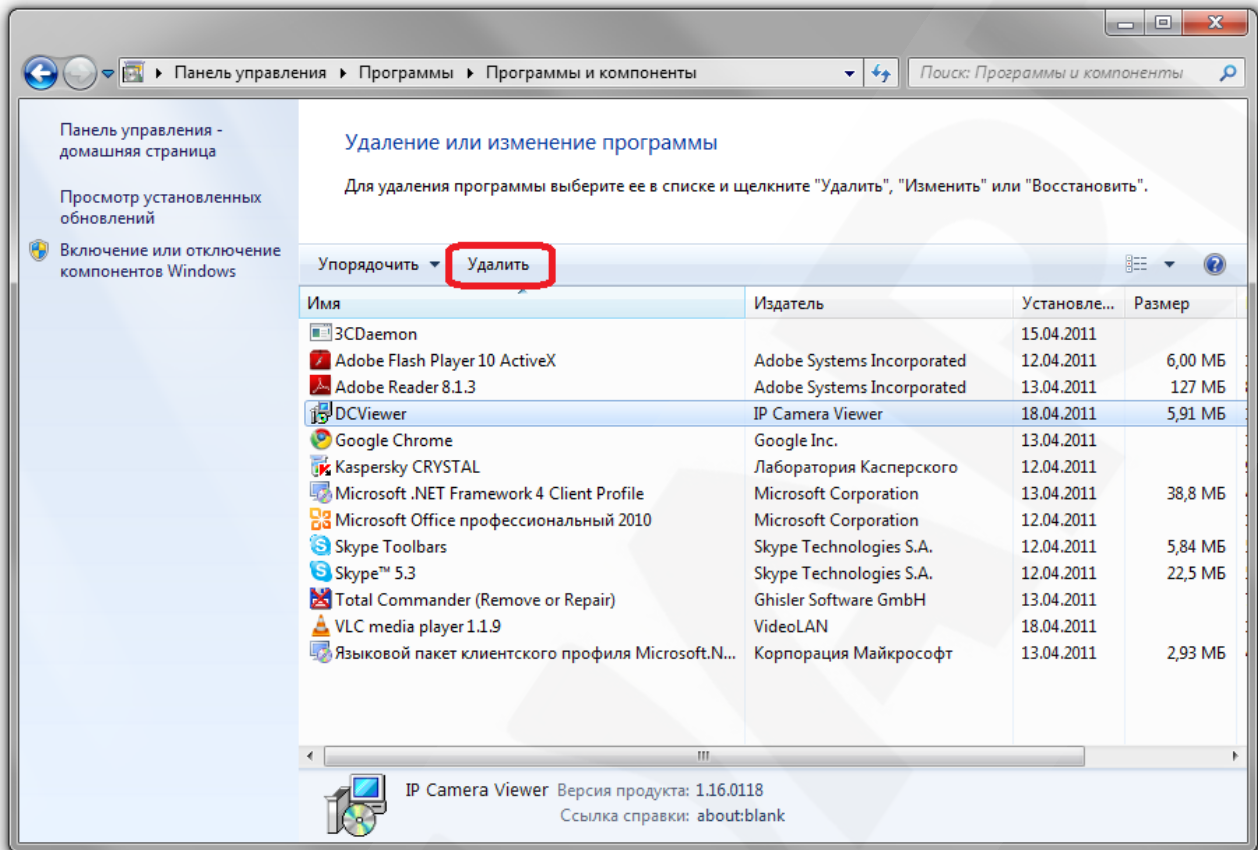 Панель управления ▸ Программы ▸ Программы и компоненты
Поиск: Программы и компоненты
Панель управления -
домашняя страница
Просмотр установленных
обновлений
Включение или отключение
компонентов Windows
Удаление или изменение программы
Для удаления программы выберите ее в списке и щелкните "Удалить", "Изменить" или "Восстановить".
Упорядочить Удалить
Имя Издатель Установле... Размер
3CDaemon 15.04.2011
Adobe Flash Player 10 ActiveX Adobe Systems Incorporated 12.04.2011 6,00 МБ
Adobe Reader 8.1.3 Adobe Systems Incorporated 13.04.2011 127 МБ
DCViewer IP Camera Viewer 18.04.2011 5,91 МБ
Google Chrome Google Inc. 13.04.2011
Kaspersky CRYSTAL Лаборатория Касперского 12.04.2011
Microsoft .NET Framework 4 Client Profile Microsoft Corporation 13.04.2011 38,8 МБ
Microsoft Office профессиональный 2010 Microsoft Corporation 12.04.2011
Skype Toolbars Skype Technologies S.A. 12.04.2011 5,84 МБ
Skype™ 5.3 Skype Technologies S.A. 12.04.2011 22,5 МБ
Total Commander (Remove or Repair) Ghisler Software GmbH 13.04.2011
VLC media player 1.1.9 VideoLAN 18.04.2011
Языковой пакет клиентского профиля Microsoft.N... Корпорация Майкрософт 13.04.2011 2,93 МБ
IP Camera Viewer Версия продукта: 1.16.0118
Ссылка справки: about:blank